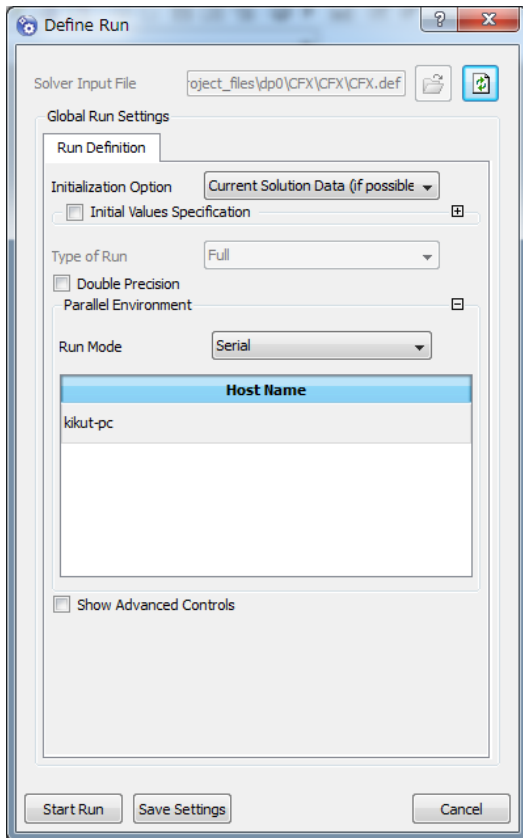 Define Run
Solver Input File oject_files\dp0\CFX\CFX\CFX.def
Global Run Settings
Run Definition
Initialization Option Current Solution Data (if possible
Initial Values Specification
Type of Run Full
Double Precision
Parallel Environment
Run Mode Serial
Host Name
kikut-pc
Show Advanced Controls
Start Run Save Settings Cancel